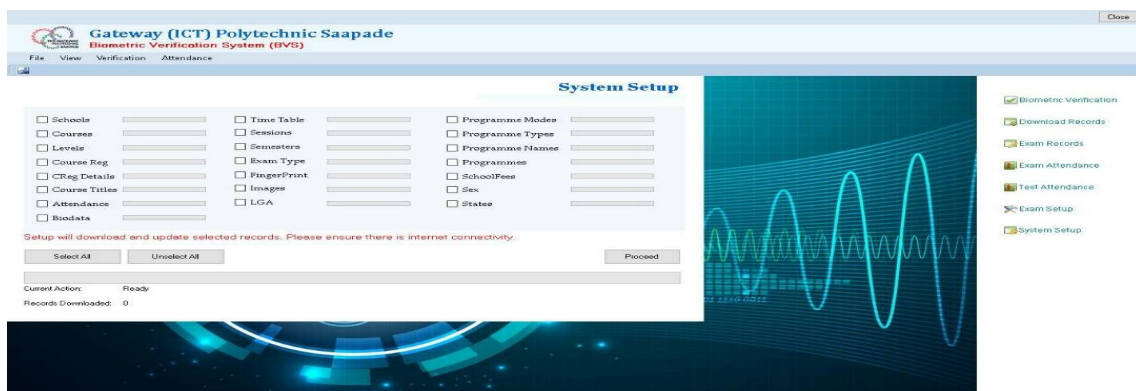 Close
Gateway (ICT) Polytechnic Saapade
Biometric Verification System (BVS)
File View Verification Attendance
System Setup
Schools
Courses
Levels
Course Reg
CReg Details
Course Titles
Attendance
Biodata
Time Table
Sessions
Semesters
Exam Type
FingerPrint
Images
LGA
Programme Modes
Programme Types
Programme Names
Programmes
SchoolFees
Sex
States
Setup will download and update selected records. Please ensure there is internet connectivity.
Select All Unselect All Proceed
Current Action: Ready
Records Downloaded: 0
Biometric Verification
Download Records
Exam Records
Exam Attendance
Test Attendance
Exam Setup
System Setup